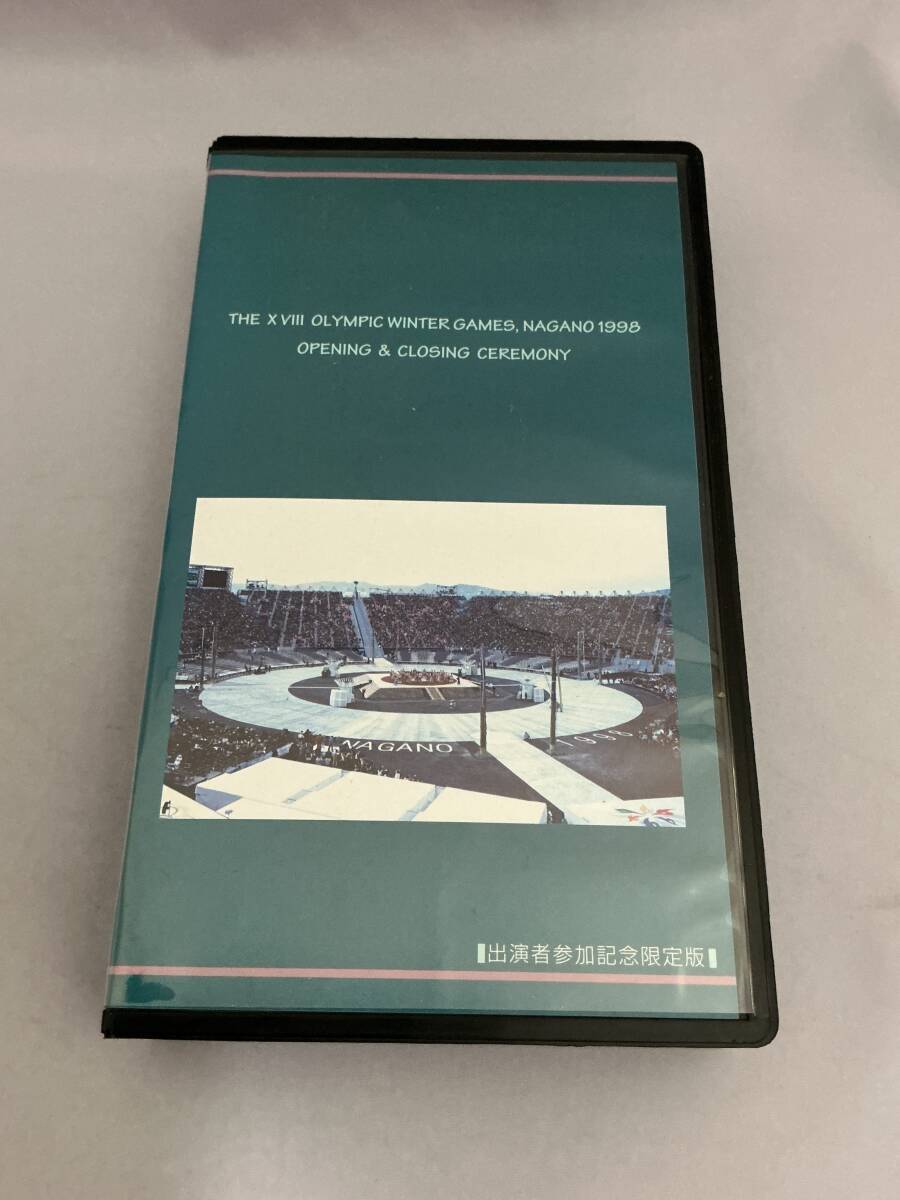 THE XVIII OLYMPIC WINTER GAMES, NAGANO 1998
OPENING & CLOSING CEREMONY
NAGANO
1998
▌出演者参加記念限定版▌